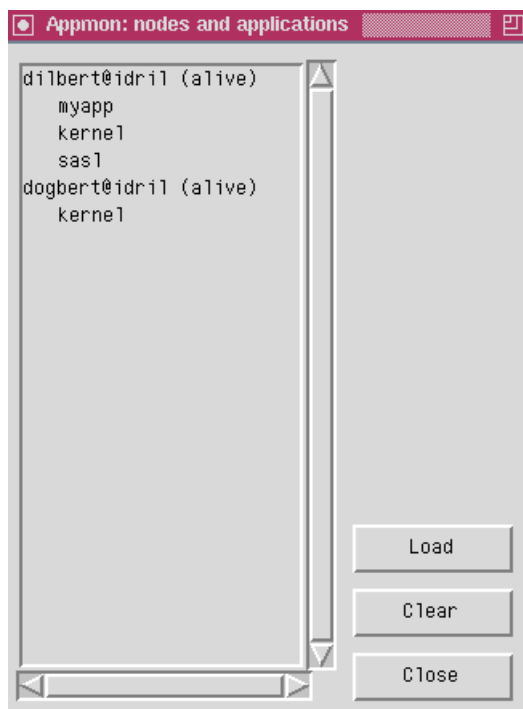 Appmon: nodes and applications
dilbert@idril (alive)
myapp
kernel
sasl
dogbert@idril (alive)
kernel
Load
Clear
Close